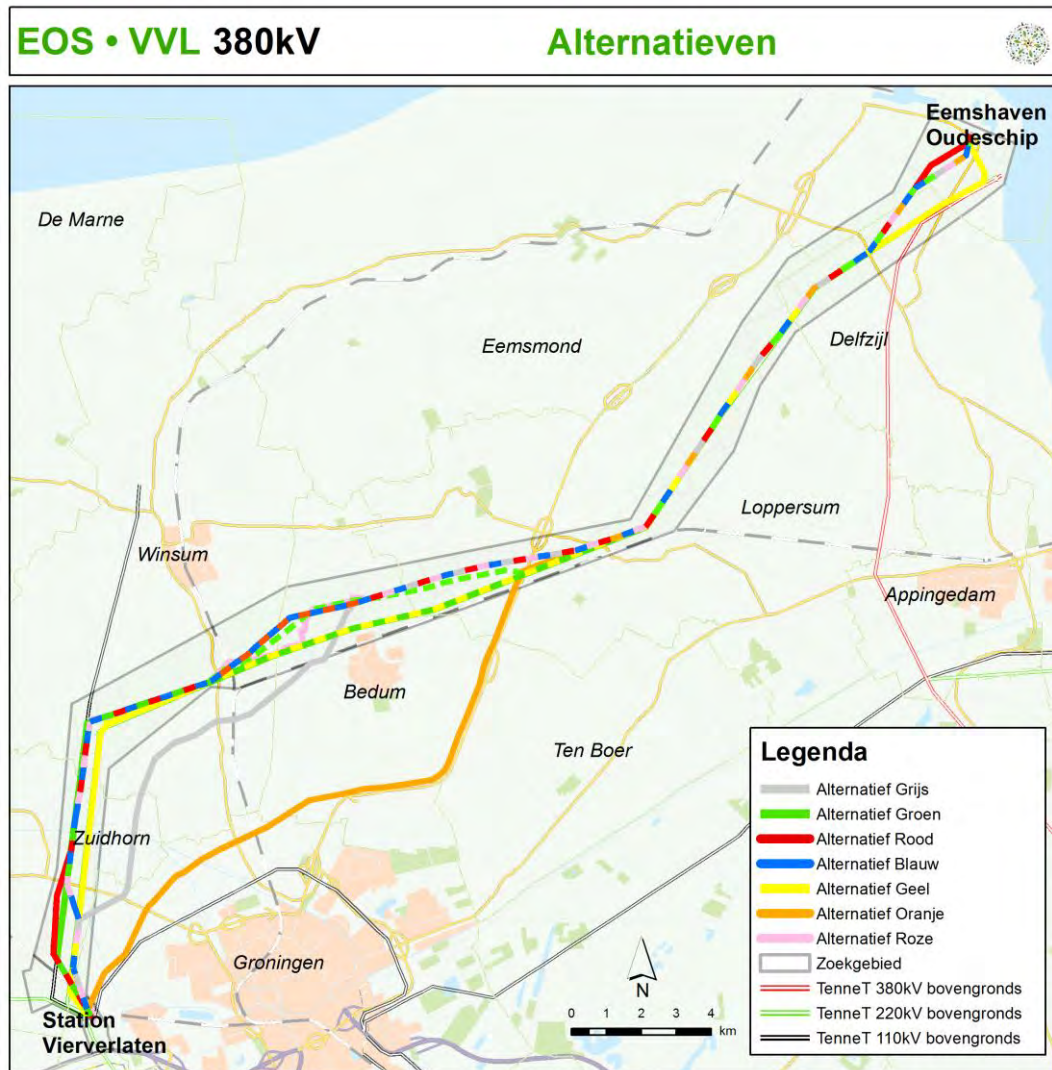 EOS • VVL 380kV Alternatieven
Eemshaven
Oudeschip
De Marne
Eemsmond
Delfzijl
Loppersum
Winsum
Appingedam
Bedum
Ten Boer
Zuidhorn
Groningen
Station
Vierverlaten
N
0 1 2 3 4
km
Legenda
Alternatief Grijs
Alternatief Groen
Alternatief Rood
Alternatief Blauw
Alternatief Geel
Alternatief Oranje
Alternatief Roze
Zoekgebied
TenneT 380kV bovengronds
TenneT 220kV bovengronds
TenneT 110kV bovengronds